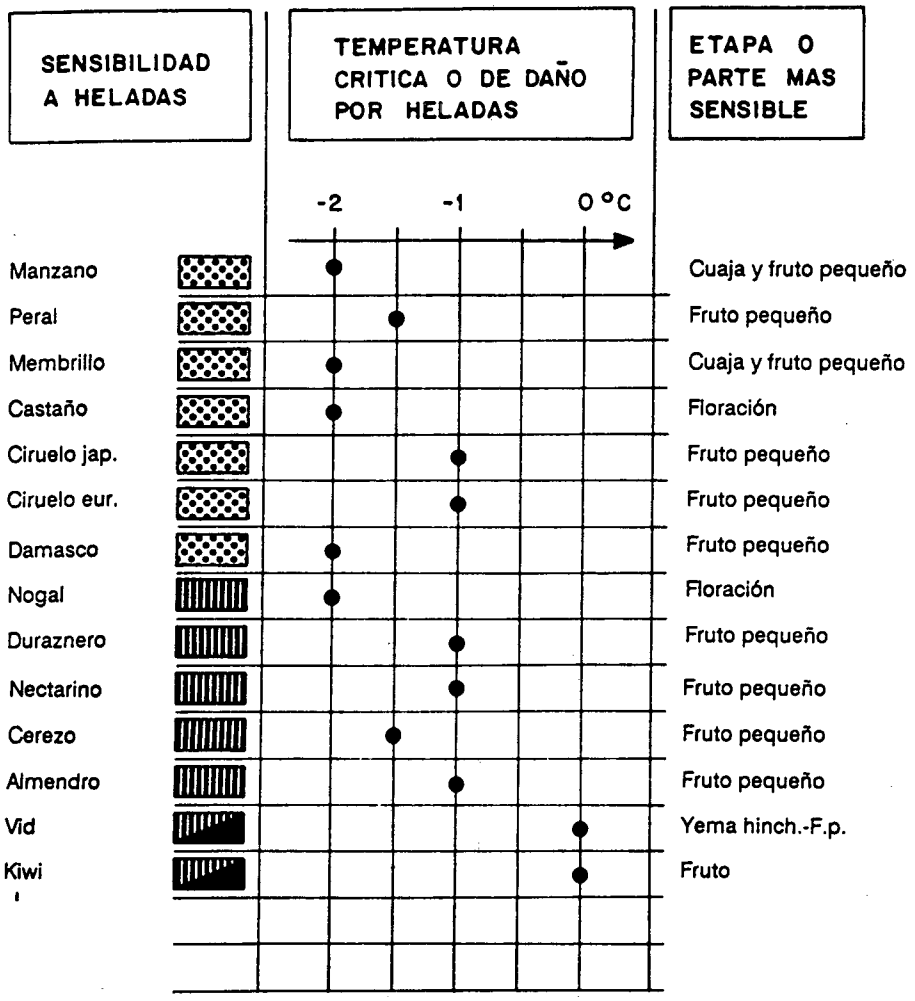 SENSIBILIDAD
A HELADAS
TEMPERATURA
CRITICA O DE DAÑO
POR HELADAS
ETAPA O
PARTE MAS
SENSIBLE
-2 -1 0 °C
Manzano Cuaja y fruto pequeño
Peral Fruto pequeño
Membrillo Cuaja y fruto pequeño
Castaño Floración
Ciruelo jap. Fruto pequeño
Ciruelo eur. Fruto pequeño
Damasco Fruto pequeño
Nogal Floración
Duraznero Fruto pequeño
Nectarino Fruto pequeño
Cerezo Fruto pequeño
Almendro Fruto pequeño
Vid Yema hinch.-F.p.
Kiwi Fruto